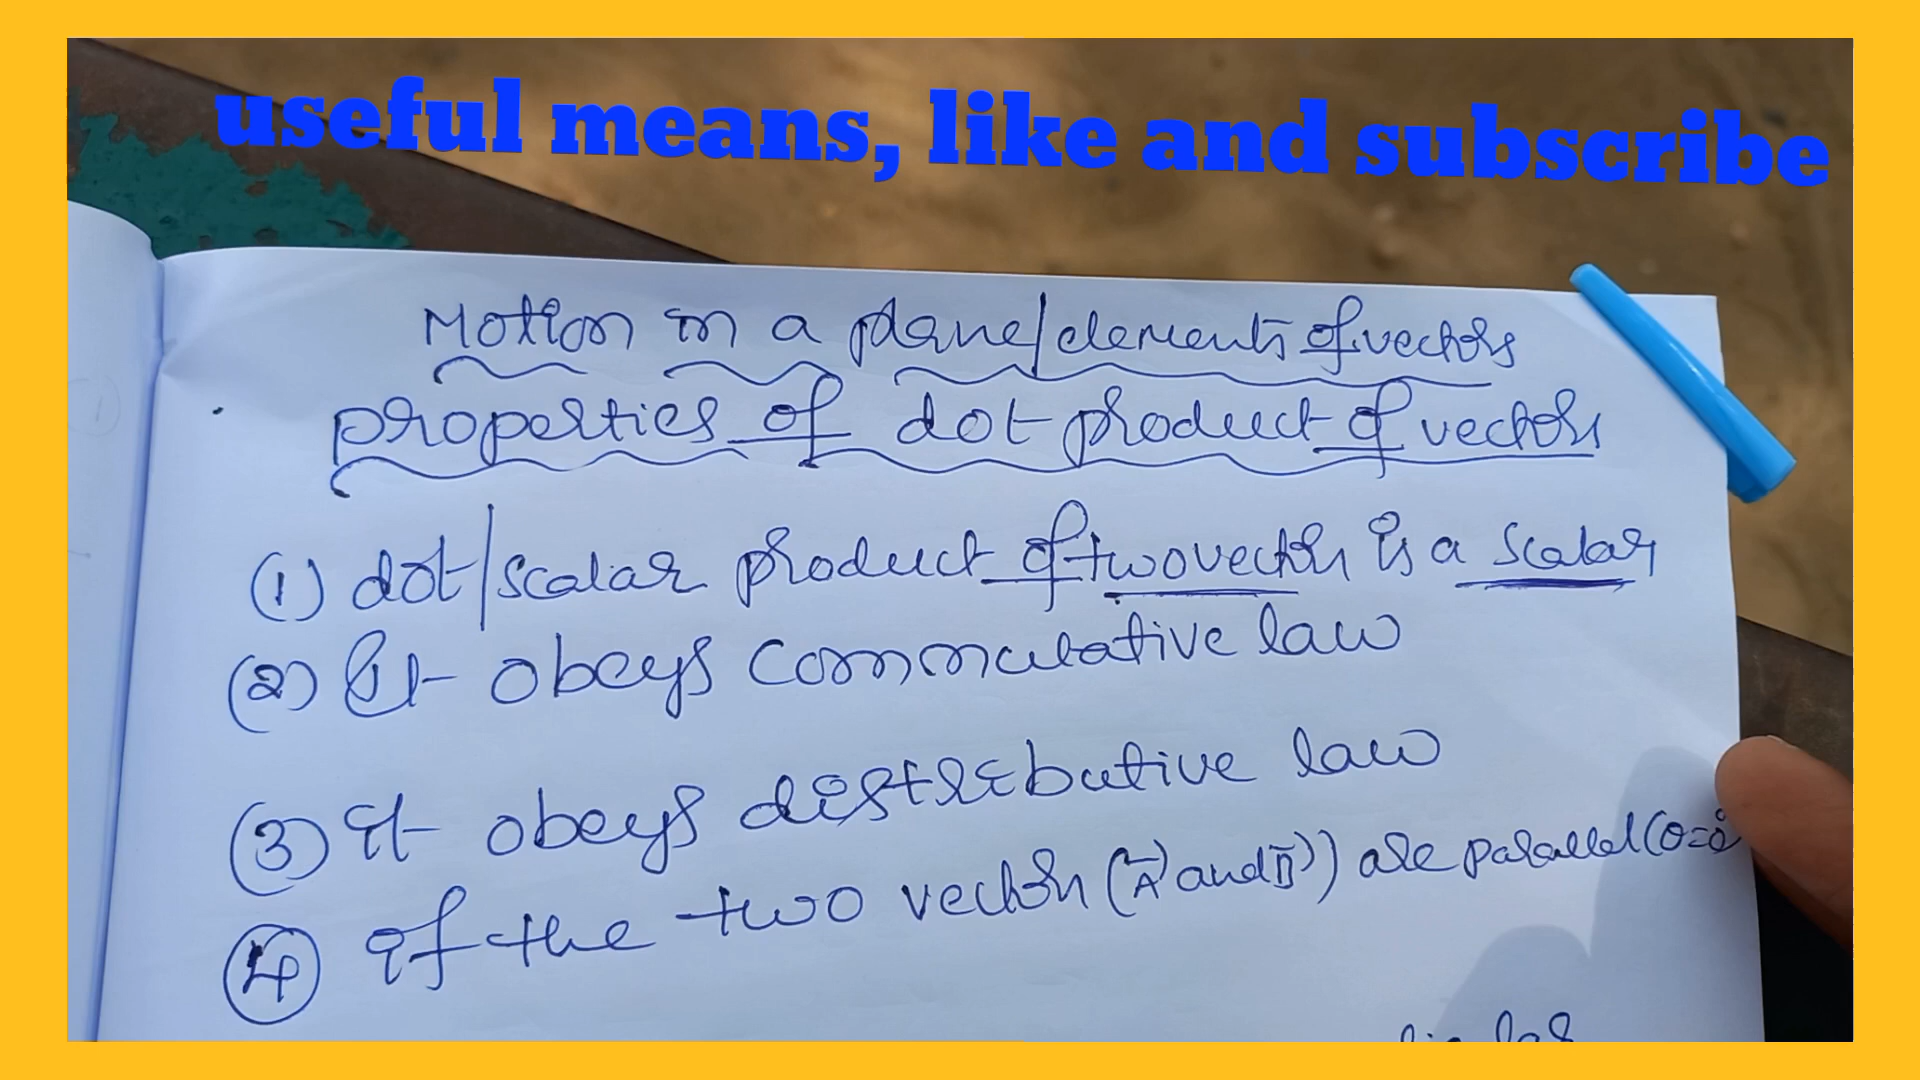 useful means, like and subscribe
Motion in a plane/elements of vectors
properties of dot product of vectors
(1) dot/scalar product of two vectors is a scalar
(2) It obeys commutative law
(3) it obeys distributive law
(4) if the two vectors (A⃗ and B⃗) are parallel (θ=0°